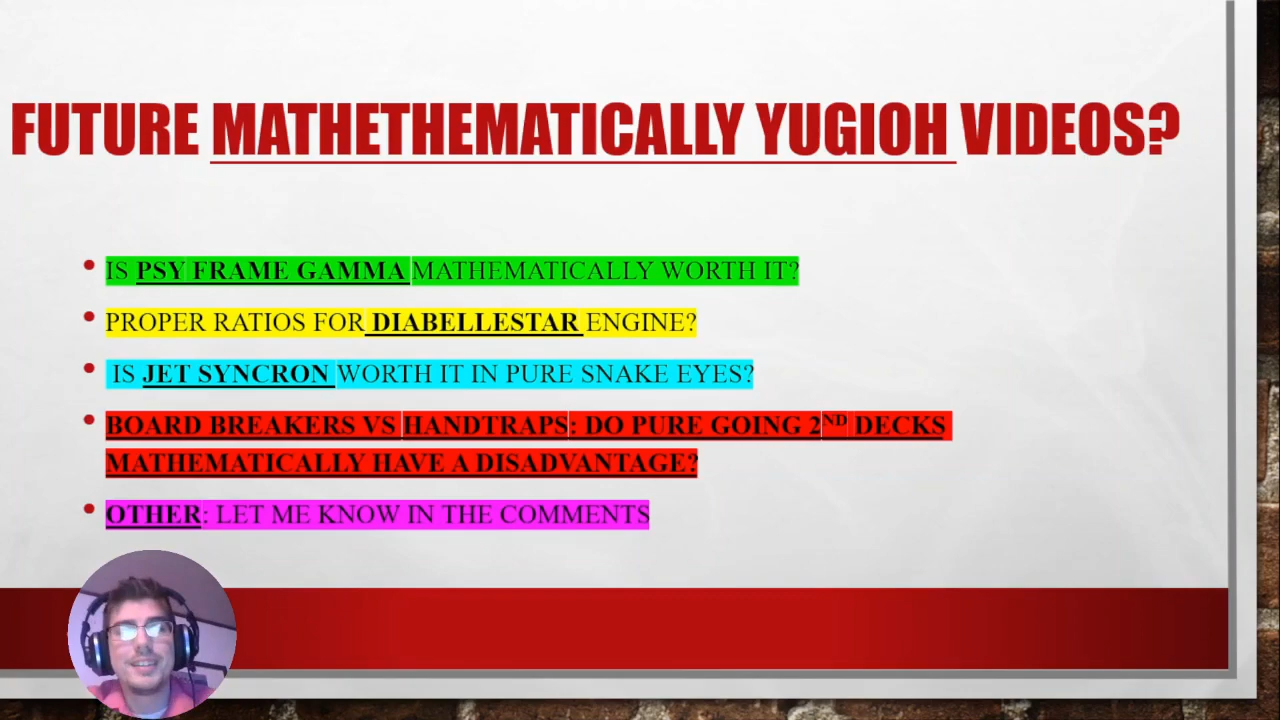 FUTURE MATHETHEMATICALLY YUGIOH VIDEOS?
• IS PSY FRAME GAMMA MATHEMATICALLY WORTH IT?
• PROPER RATIOS FOR DIABELLESTAR ENGINE?
• IS JET SYNCRON WORTH IT IN PURE SNAKE EYES?
• BOARD BREAKERS VS HANDTRAPS: DO PURE GOING 2ND DECKS
MATHEMATICALLY HAVE A DISADVANTAGE?
• OTHER: LET ME KNOW IN THE COMMENTS